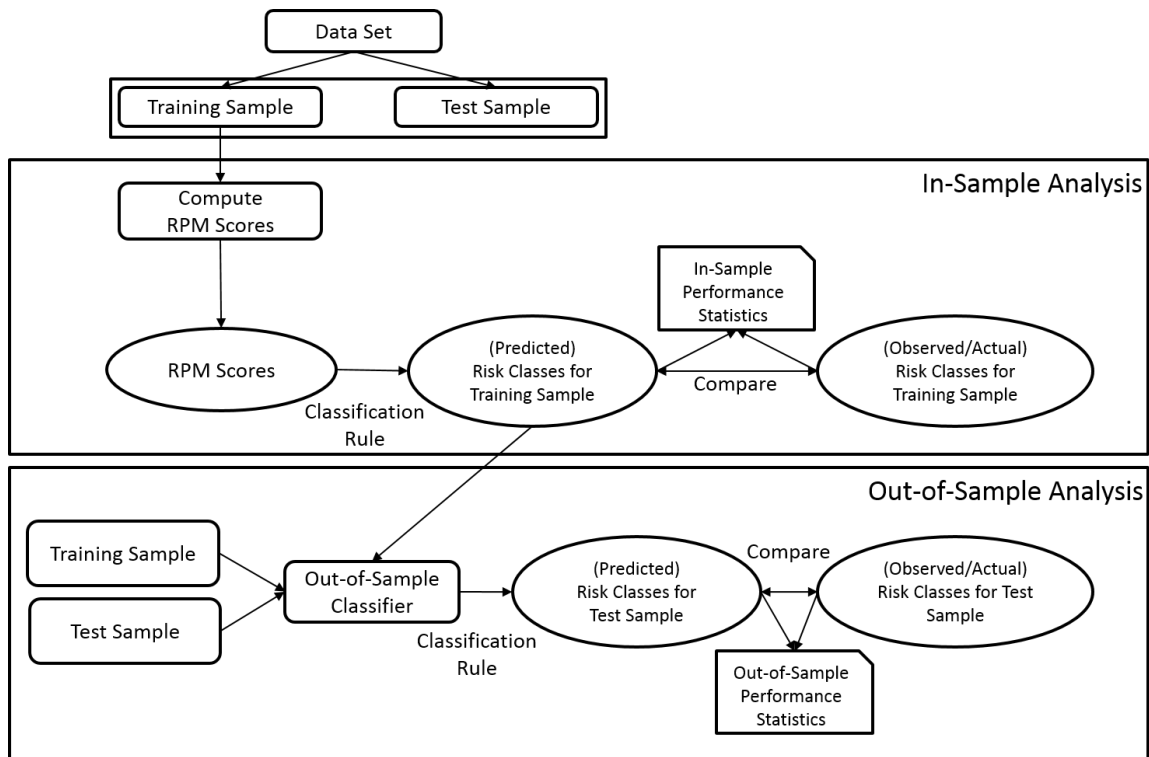 Data Set
Training Sample
Test Sample
In-Sample Analysis
Compute
RPM Scores
In-Sample
Performance
Statistics
RPM Scores
(Predicted)
Risk Classes for
Training Sample
Compare
(Observed/Actual)
Risk Classes for
Training Sample
Classification
Rule
Out-of-Sample Analysis
Training Sample
Test Sample
Out-of-Sample
Classifier
Classification
Rule
(Predicted)
Risk Classes for
Test Sample
Compare
(Observed/Actual)
Risk Classes for Test
Sample
Out-of-Sample
Performance
Statistics